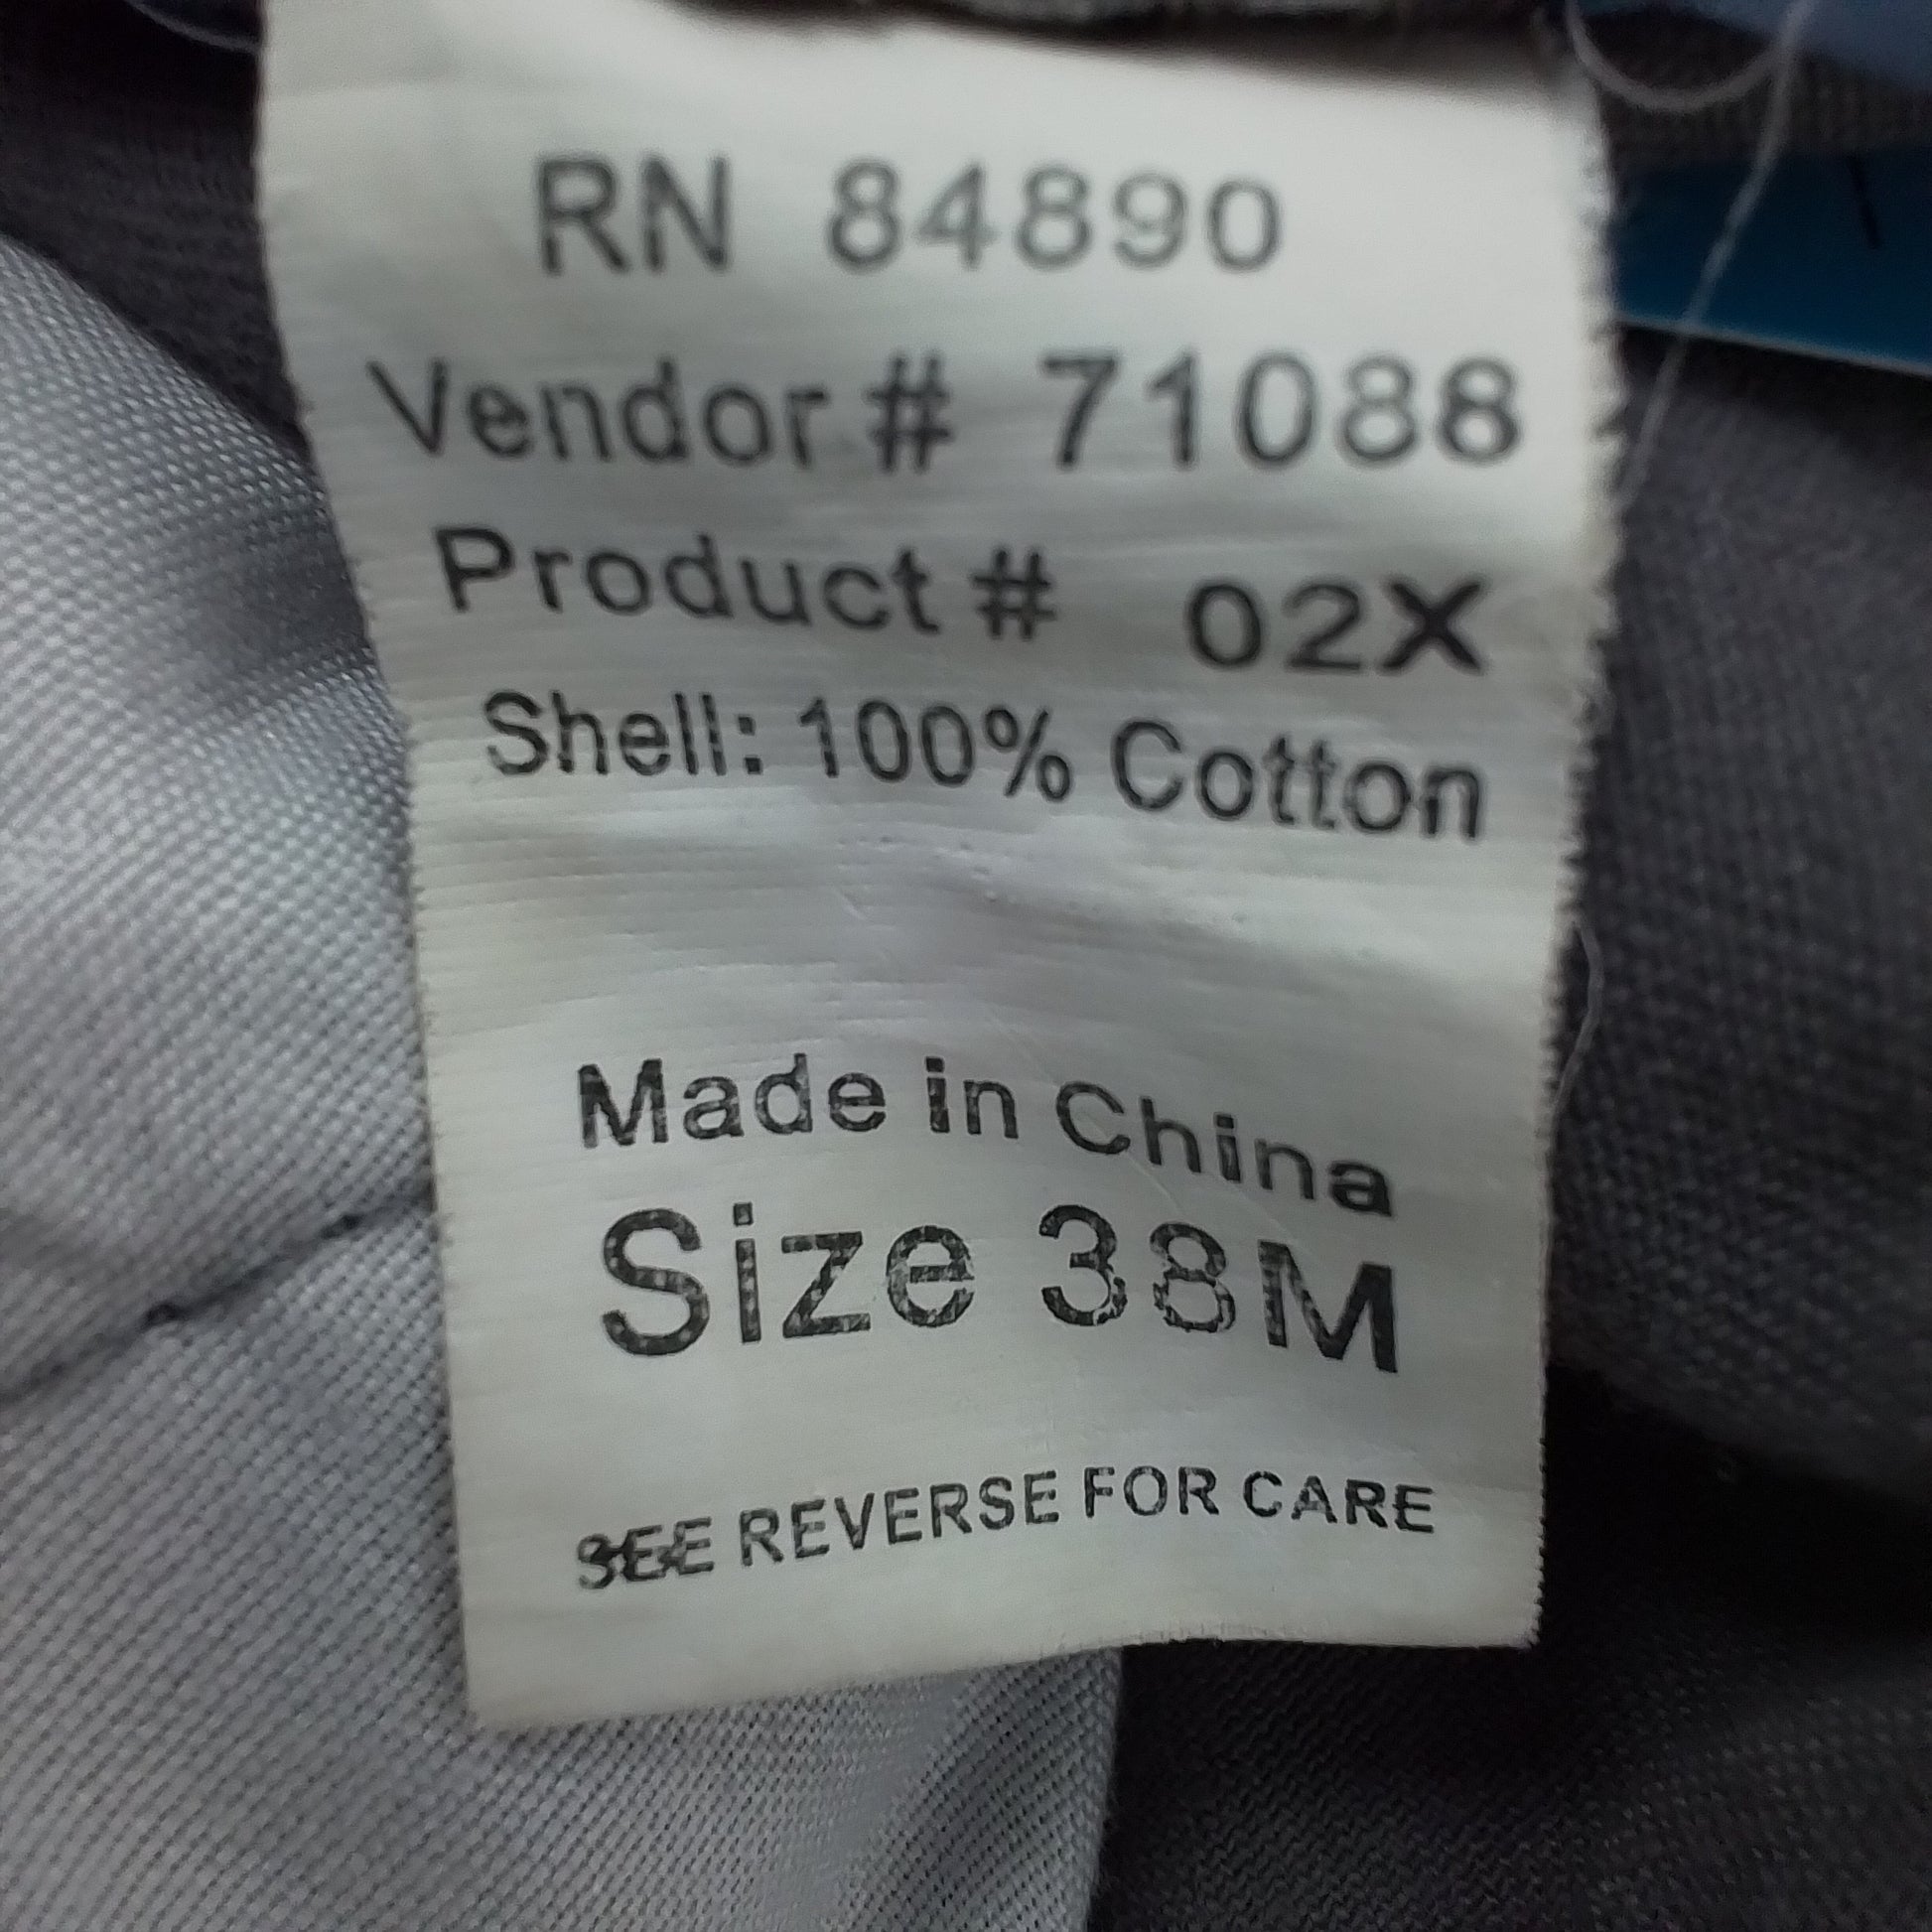 RN 84890
Vendor # 71088
Product # 02X
Shell: 100% Cotton
Made in China
Size 38M
SEE REVERSE FOR CARE